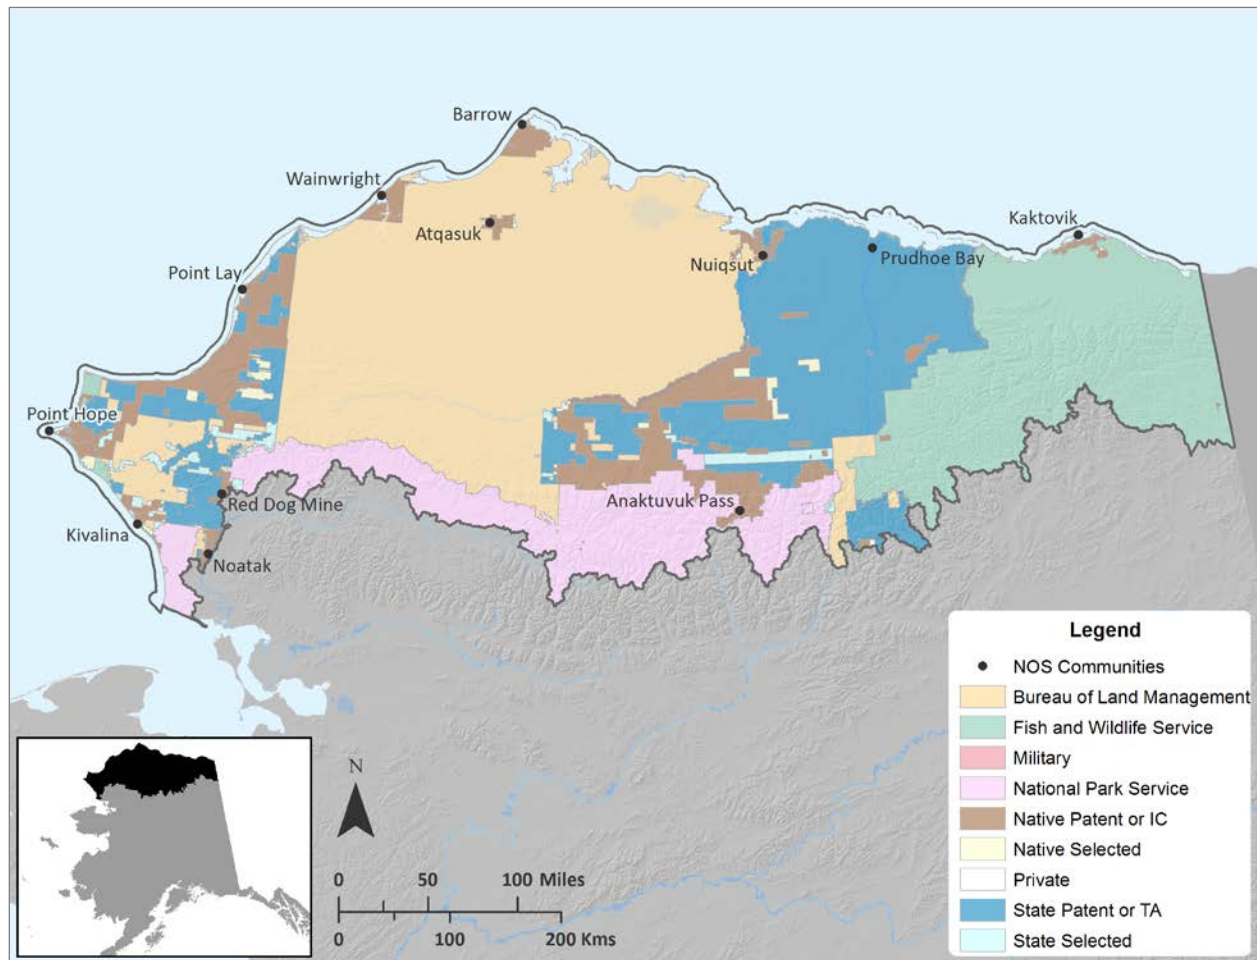 Barrow
Wainwright
Atqasuk
Kaktovik
Nuiqsut
Prudhoe Bay
Point Lay
Point Hope
Red Dog Mine
Anaktuvuk Pass
Kivalina
Noatak
Legend
NOS Communities
Bureau of Land Management
Fish and Wildlife Service
Military
National Park Service
Native Patent or IC
Native Selected
Private
State Patent or TA
State Selected
N
0 50 100 Miles
0 100 200 Kms